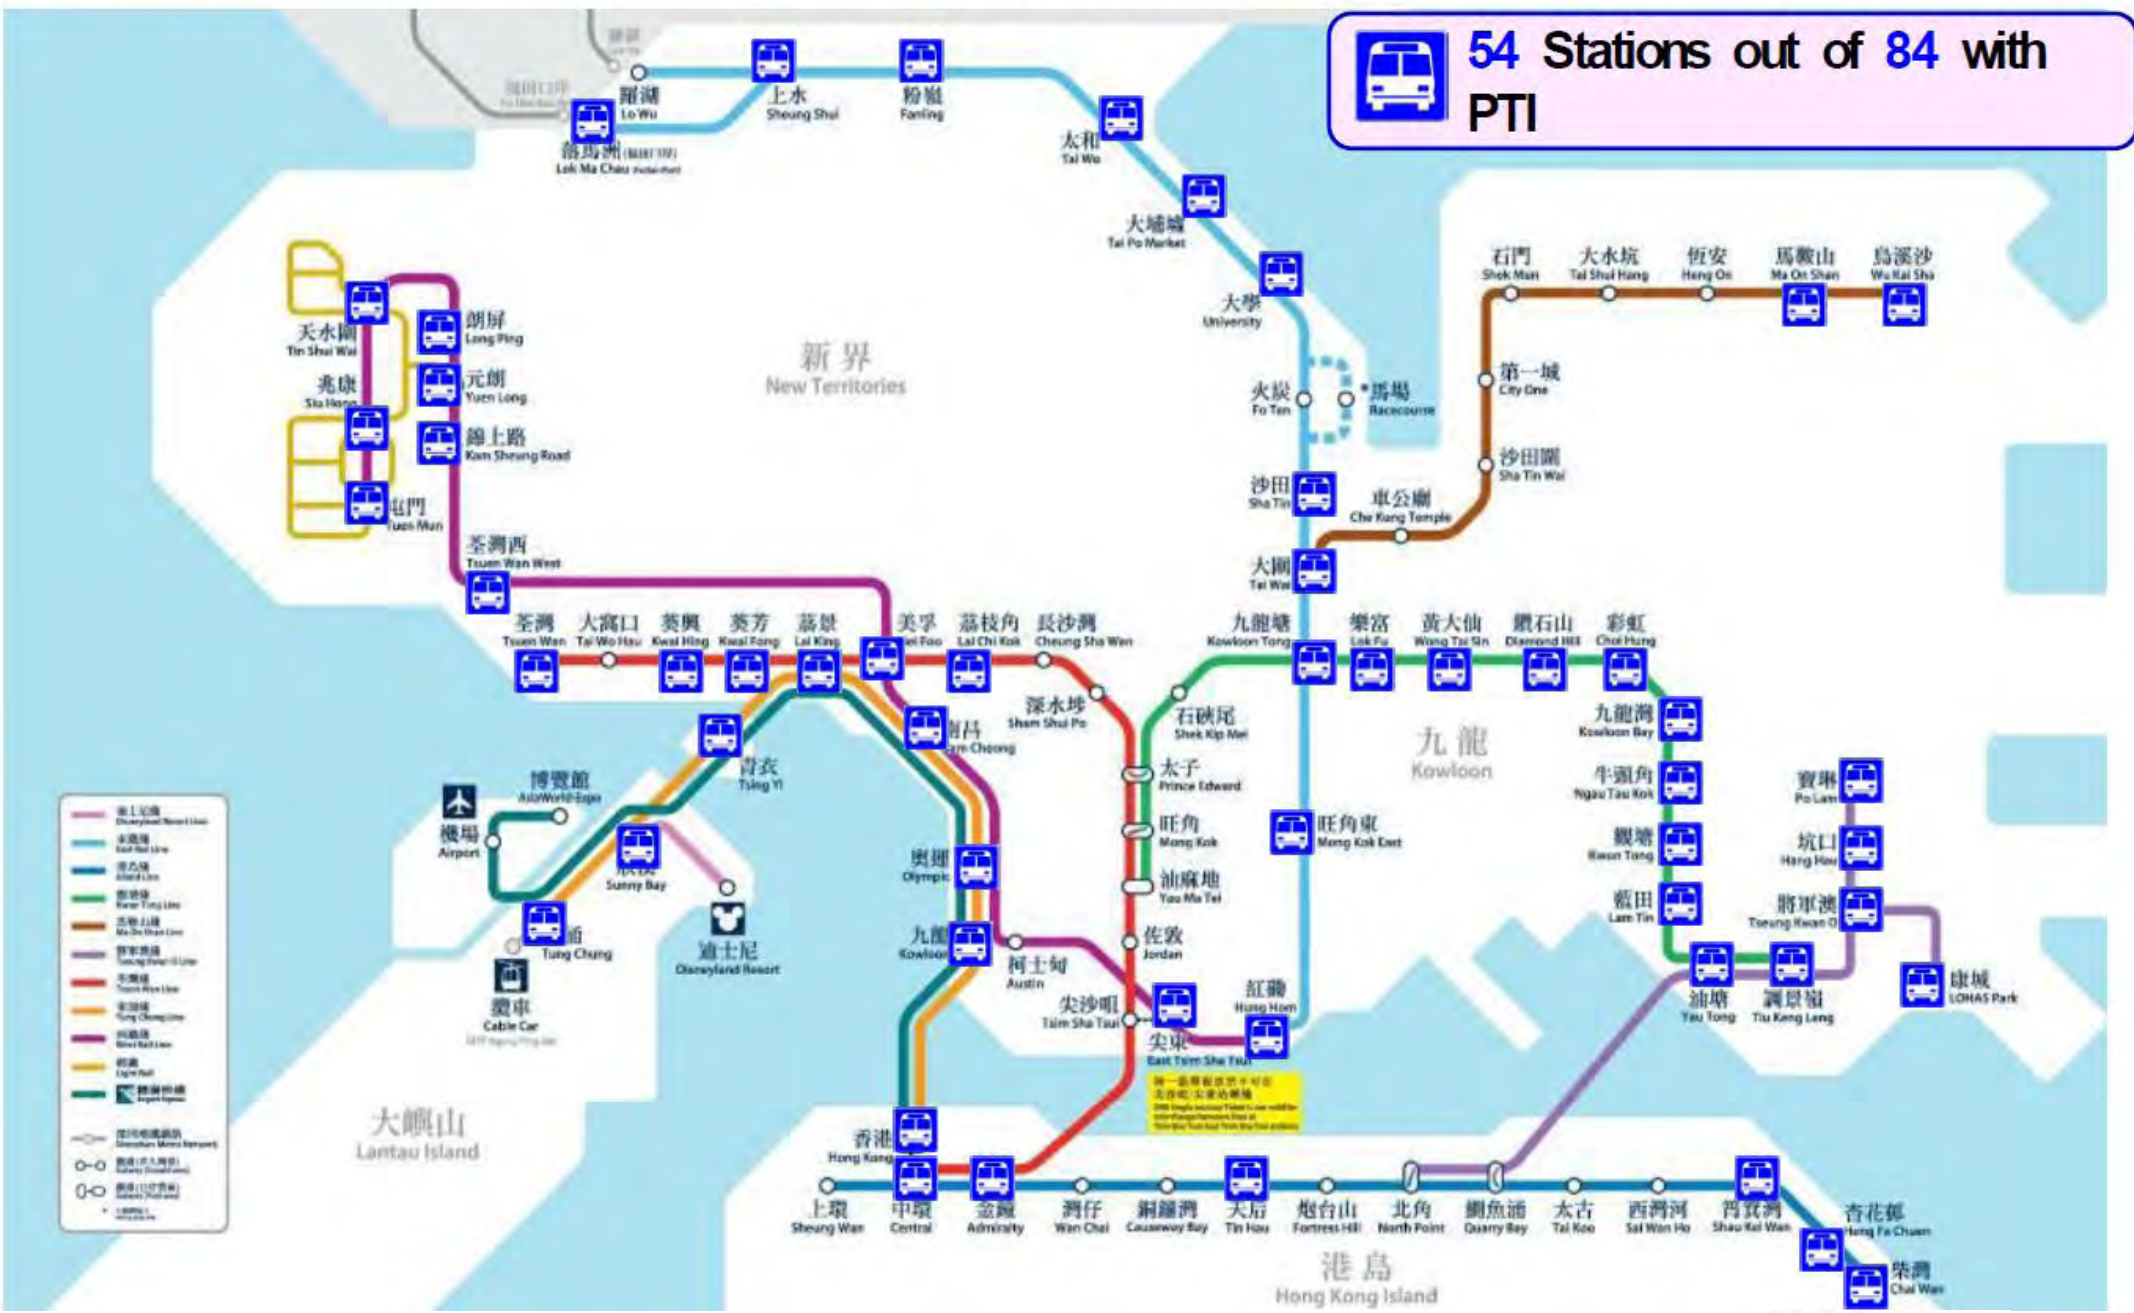 54 Stations out of 84 with
PTI
羅湖
Lo Wu
上水
Sheung Shui
粉嶺
Fanling
落馬洲
Lok Ma Chau
太和
Tai Wo
大埔墟
Tai Po Market
大學
University
石門
Shek Mun
大水坑
Tai Shui Hang
恆安
Heng On
馬鞍山
Ma On Shan
烏溪沙
Wu Kai Sha
天水圍
Tin Shui Wai
朗屏
Long Ping
兆康
Siu Hong
元朗
Yuen Long
錦上路
Kam Sheung Road
屯門
Tuen Mun
新界
New Territories
火炭
Fo Tan
*馬場
Racecourse
第一城
City One
沙田圍
Sha Tin Wai
沙田
Sha Tin
車公廟
Che Kung Temple
大圍
Tai Wai
荃灣西
Tsuen Wan West
荃灣
Tsuen Wan
大窩口
Tai Wo Hau
葵興
Kwai Hing
葵芳
Kwai Fong
荔景
Lai King
美孚
ei Foo
荔枝角
Lai Chi Kok
長沙灣
Cheung Sha Wan
九龍塘
Kowloon Tong
樂富
Lok Fu
黃大仙
Wong Tai Sin
鑽石山
Diamond Hill
彩虹
Choi Hung
深水埗
Sham Shui Po
石硤尾
Shek Kip Mei
九龍灣
Kowloon Bay
九龍
Kowloon
南昌
am Cheong
青衣
Tsing Yi
太子
Prince Edward
牛頭角
Ngau Tau Kok
寶琳
Po Lam
博覽館
AsiaWorld-Expo
機場
Airport
旺角
Mong Kok
旺角東
Mong Kok East
觀塘
Kwun Tong
坑口
Hang Hau
Sunny Bay
奧運
Olympic
油麻地
Yau Ma Tei
藍田
Lam Tin
將軍澳
Tseung Kwan O
Tung Chung
迪士尼
Disneyland Resort
九龍
Kowloon
柯士甸
Austin
佐敦
Jordan
纜車
Cable Car
尖沙咀
Tsim Sha Tsui
紅磡
Hung Hom
油塘
Yau Tong
調景嶺
Tiu Keng Leng
康城
LOHAS Park
尖東
East Tsim Sha Tsui
大嶼山
Lantau Island
香港
Hong Kong
上環
Sheung Wan
中環
Central
金鐘
Admiralty
灣仔
Wan Chai
銅鑼灣
Causeway Bay
天后
Tin Hau
炮台山
Fortress Hill
北角
North Point
鰂魚涌
Quarry Bay
太古
Tai Koo
西灣河
Sai Wan Ho
筲箕灣
Shau Kei Wan
杏花邨
Heng Fa Chuen
柴灣
Chai Wan
港島
Hong Kong Island